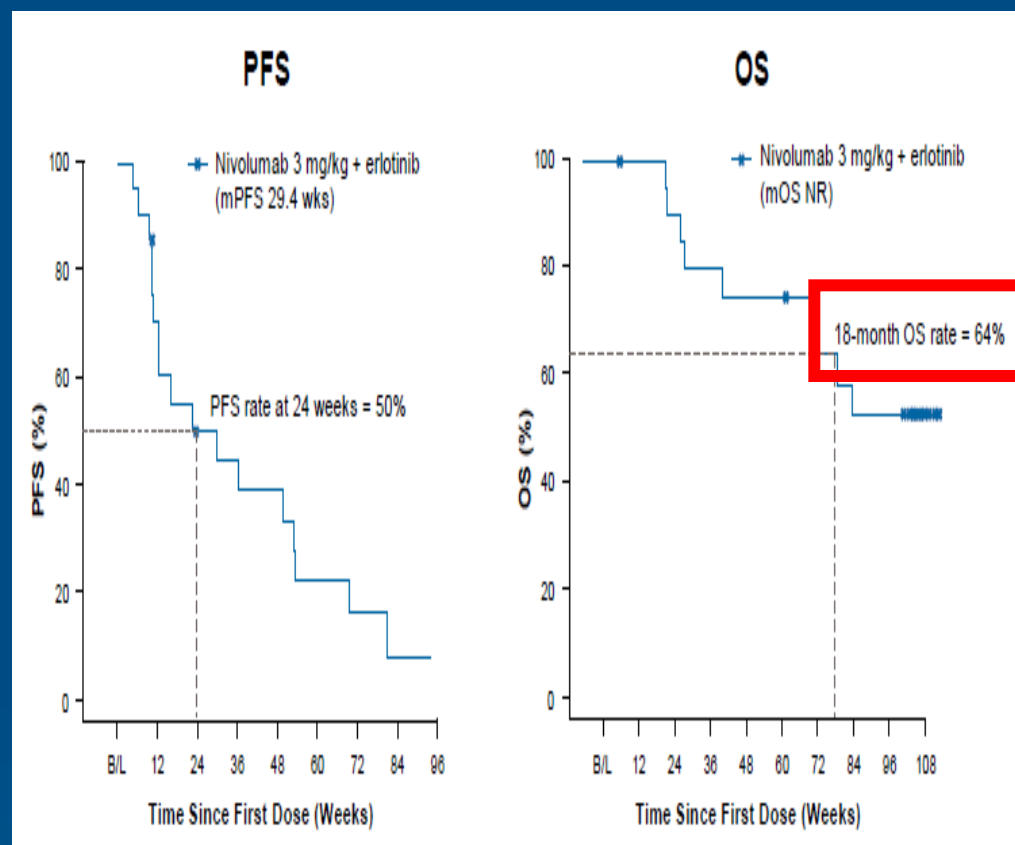 PFS
Nivolumab 3 mg/kg + erlotinib
(mPFS 29.4 wks)
100
80
60
40
20
0
PFS (%)
PFS rate at 24 weeks = 50%
B/L 12 24 36 48 60 72 84 96
Time Since First Dose (Weeks)
OS
Nivolumab 3 mg/kg + erlotinib
(mOS NR)
100
80
60
40
20
0
OS (%)
18-month OS rate = 64%
B/L 12 24 36 48 60 72 84 96 108
Time Since First Dose (Weeks)